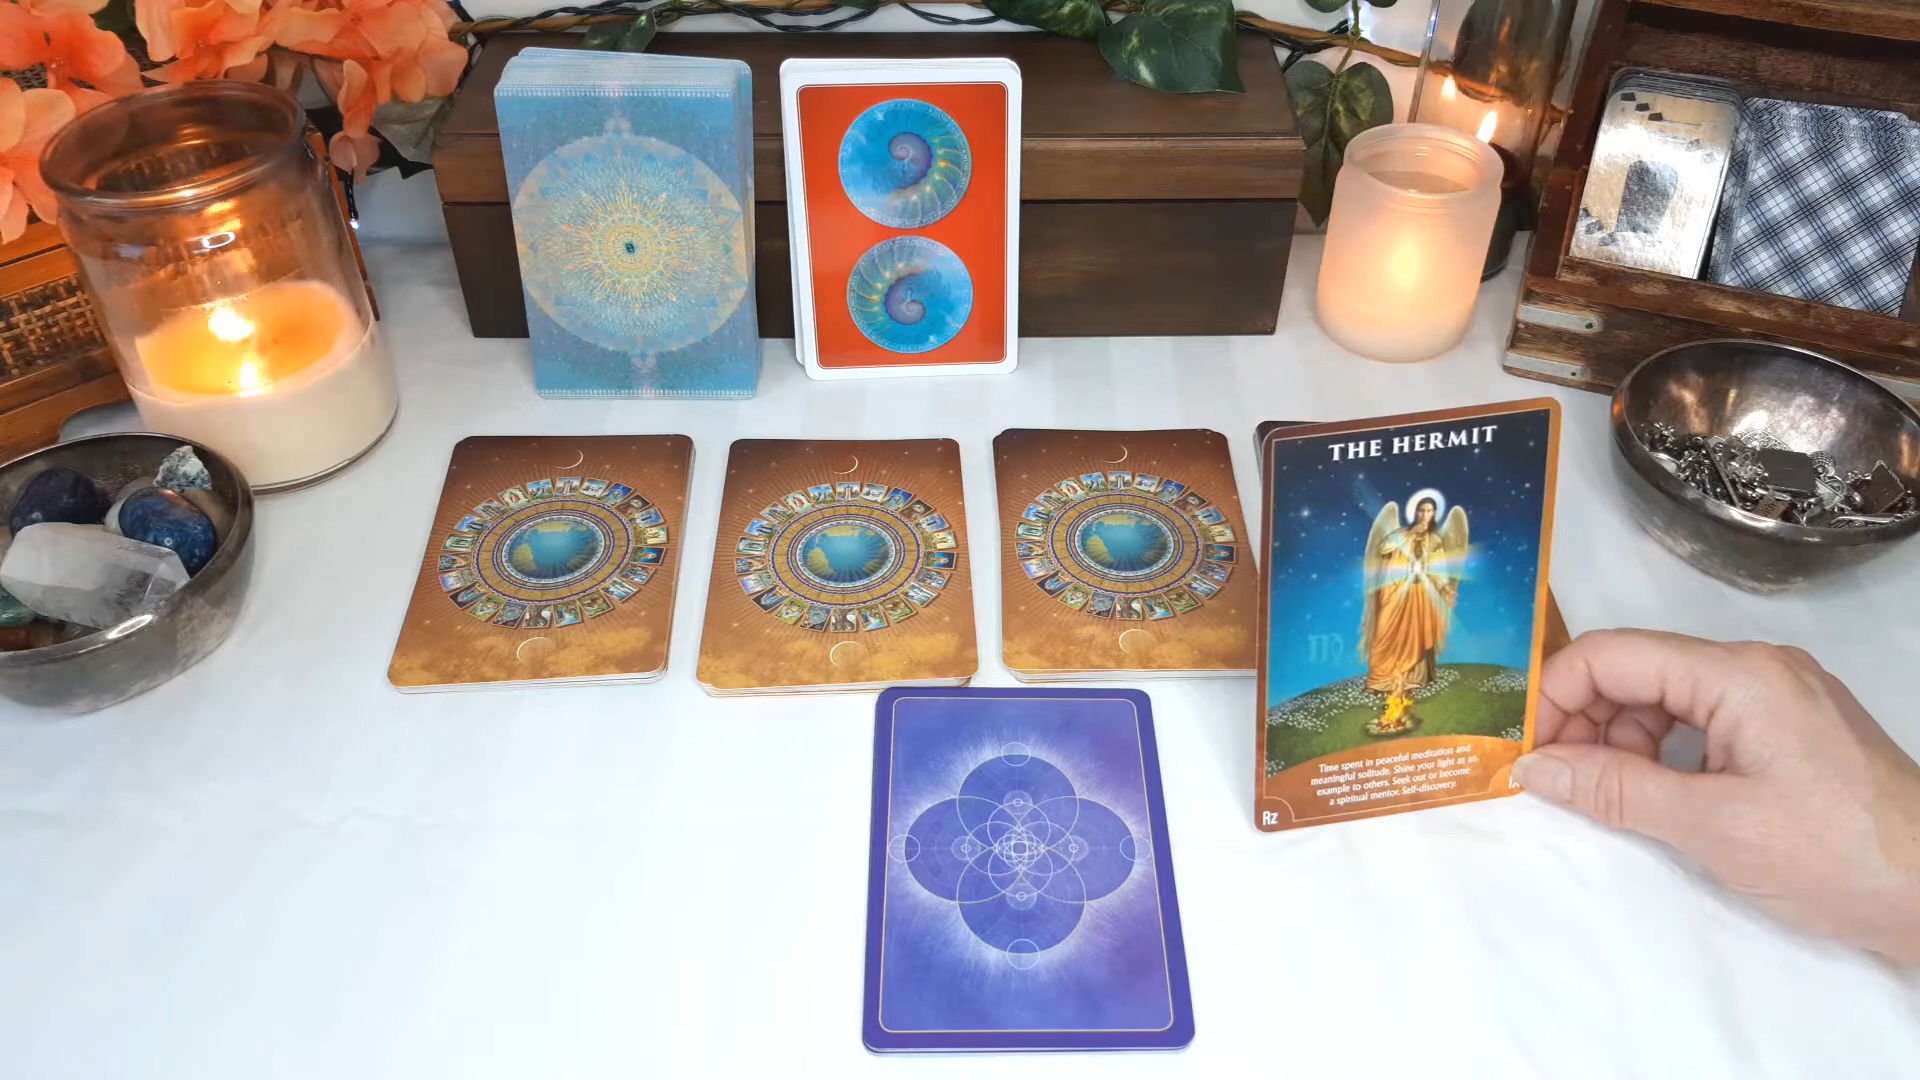 THE HERMIT
♍
Time spent in peaceful meditation and
meaningful solitude. Shine your light as an
example to others. Seek out or become
a spiritual mentor. Self-discovery.
Rz